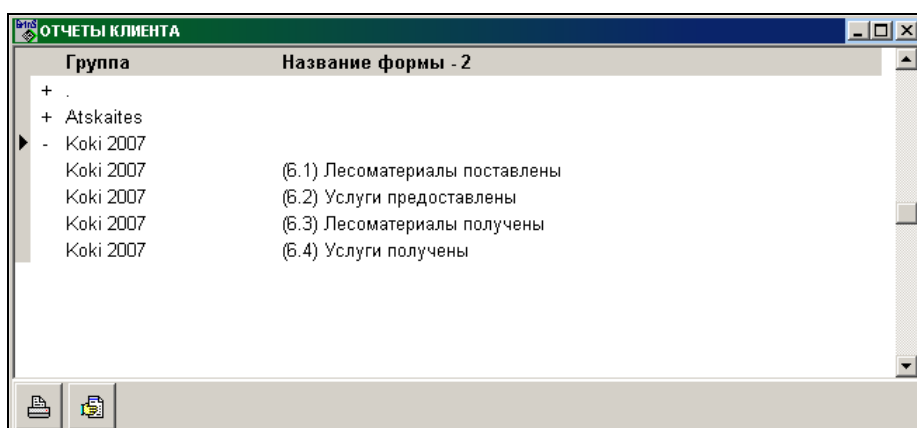 ОТЧЕТЫ КЛИЕНТА
Группа Название формы - 2
+ .
+ Atskaites
- Koki 2007
Koki 2007 (6.1) Лесоматериалы поставлены
Koki 2007 (6.2) Услуги предоставлены
Koki 2007 (6.3) Лесоматериалы получены
Koki 2007 (6.4) Услуги получены